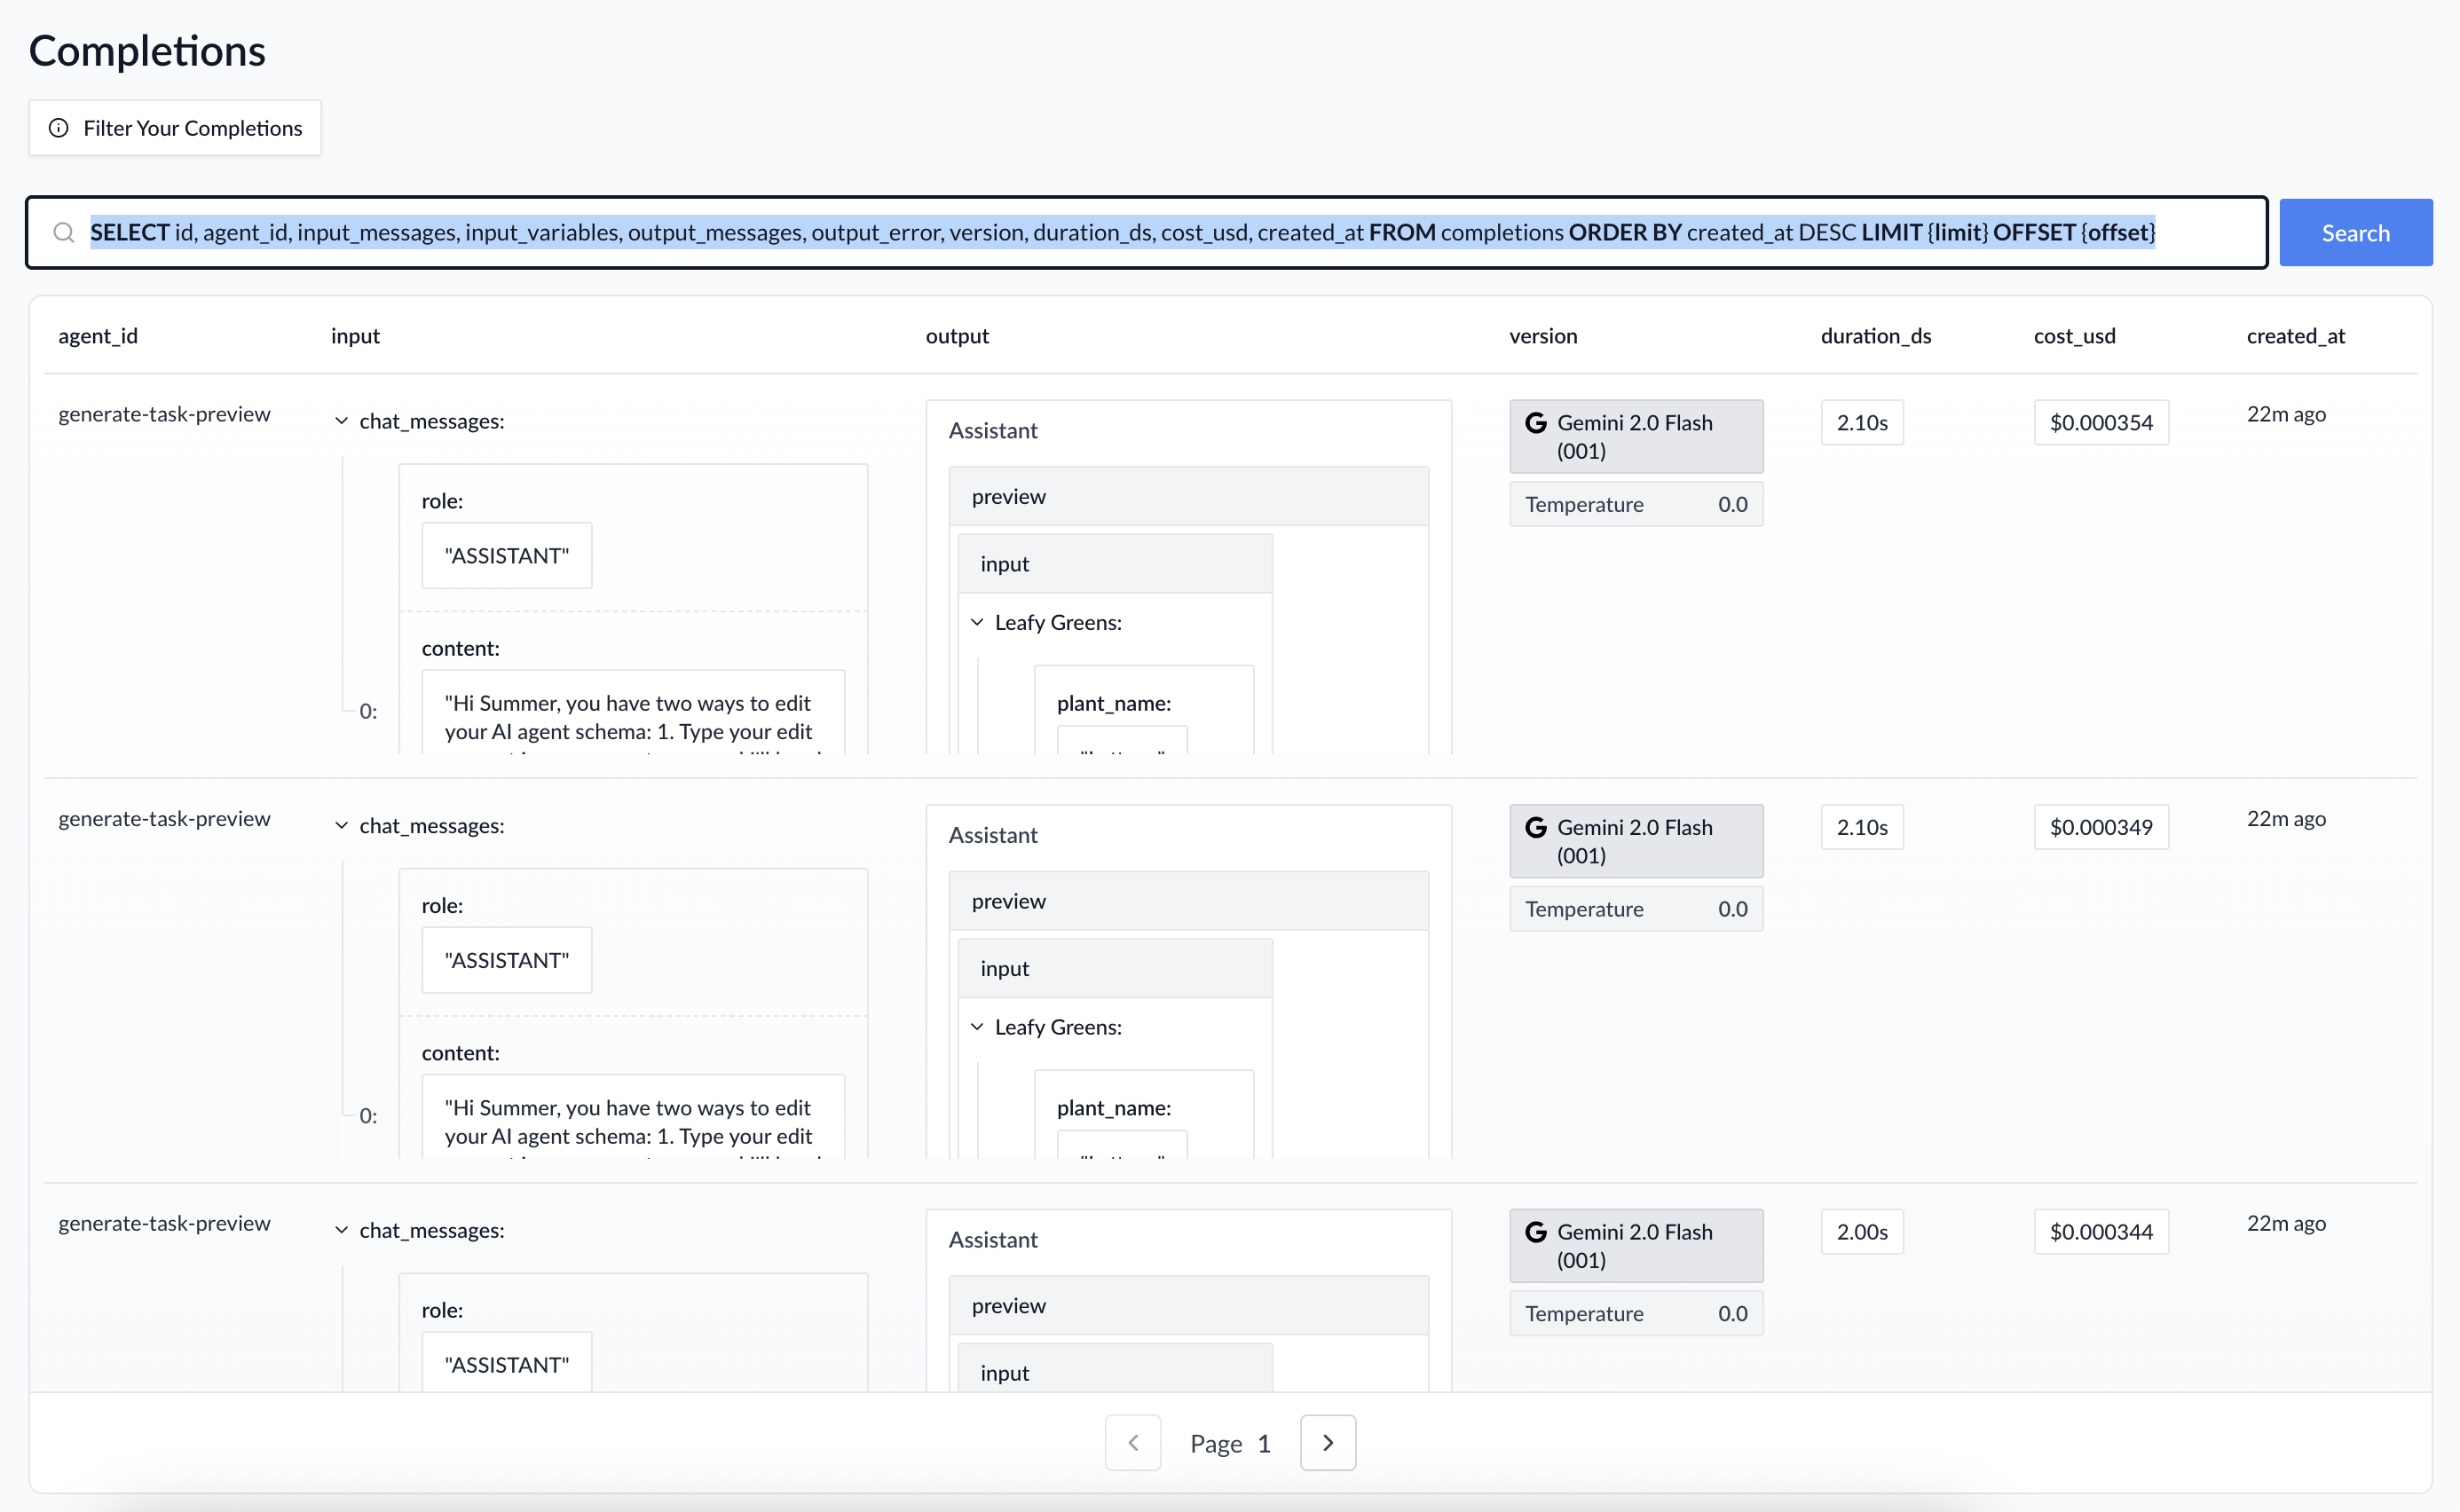 Completions
Filter Your Completions
SELECT id, agent_id, input_messages, input_variables, output_messages, output_error, version, duration_ds, cost_usd, created_at FROM completions ORDER BY created_at DESC LIMIT {limit} OFFSET {offset}
Search
agent_id input output version duration_ds cost_usd created_at
generate-task-preview
chat_messages:
role:
"ASSISTANT"
content:
0:
"Hi Summer, you have two ways to edit
your AI agent schema: 1. Type your edit
Assistant
preview
input
Leafy Greens:
plant_name:
Gemini 2.0 Flash
(001)
Temperature 0.0
2.10s
$0.000354
22m ago
generate-task-preview
chat_messages:
role:
"ASSISTANT"
content:
0:
"Hi Summer, you have two ways to edit
your AI agent schema: 1. Type your edit
Assistant
preview
input
Leafy Greens:
plant_name:
Gemini 2.0 Flash
(001)
Temperature 0.0
2.10s
$0.000349
22m ago
generate-task-preview
chat_messages:
role:
"ASSISTANT"
Assistant
preview
input
Gemini 2.0 Flash
(001)
Temperature 0.0
2.00s
$0.000344
22m ago
Page 1